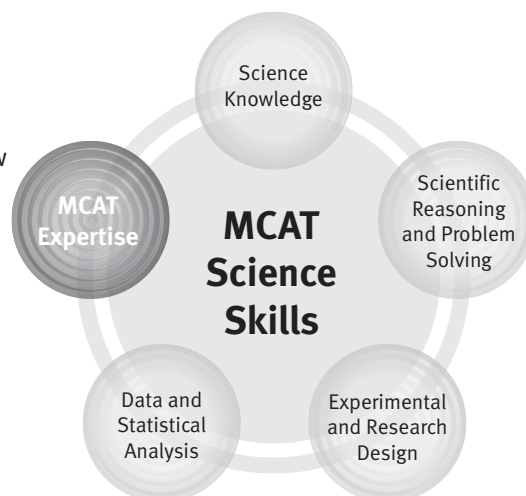 Science
Knowledge
MCAT
Expertise
Scientific
Reasoning
and Problem
Solving
MCAT
Science
Skills
Data and
Statistical
Analysis
Experimental
and Research
Design